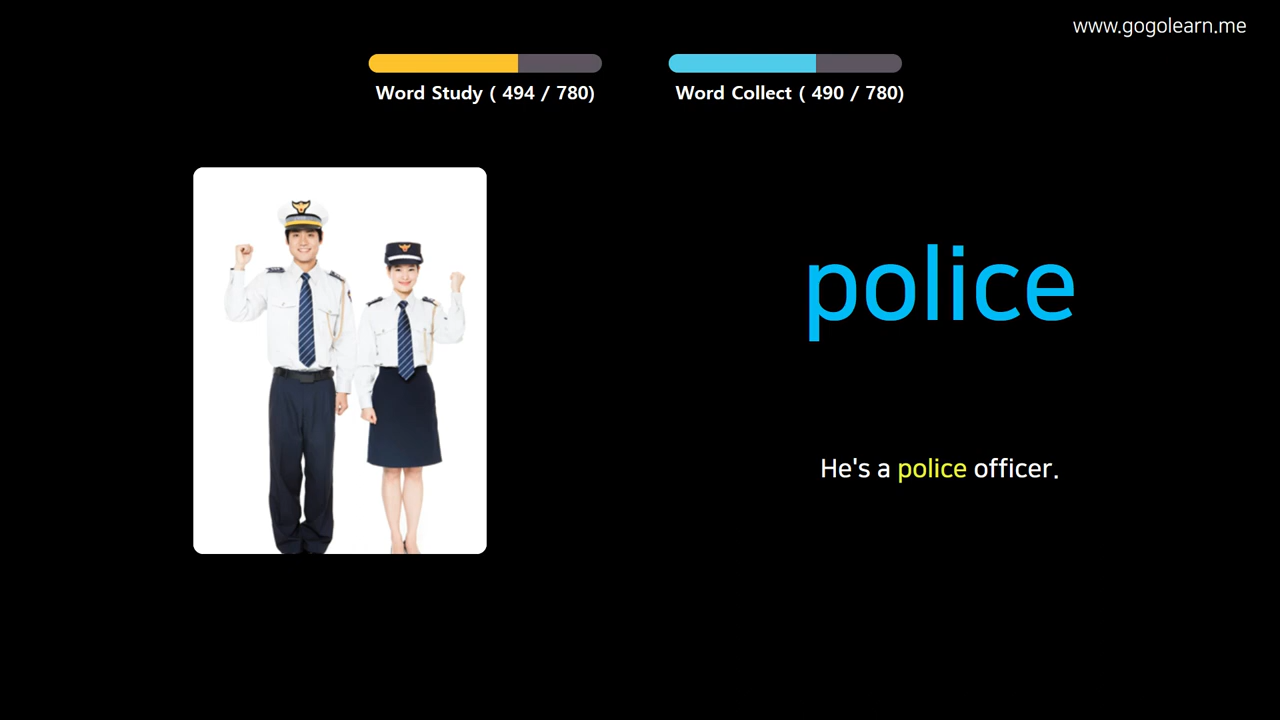 www.gogolearn.me
Word Study ( 494 / 780)
Word Collect ( 490 / 780)
police
He's a police officer.